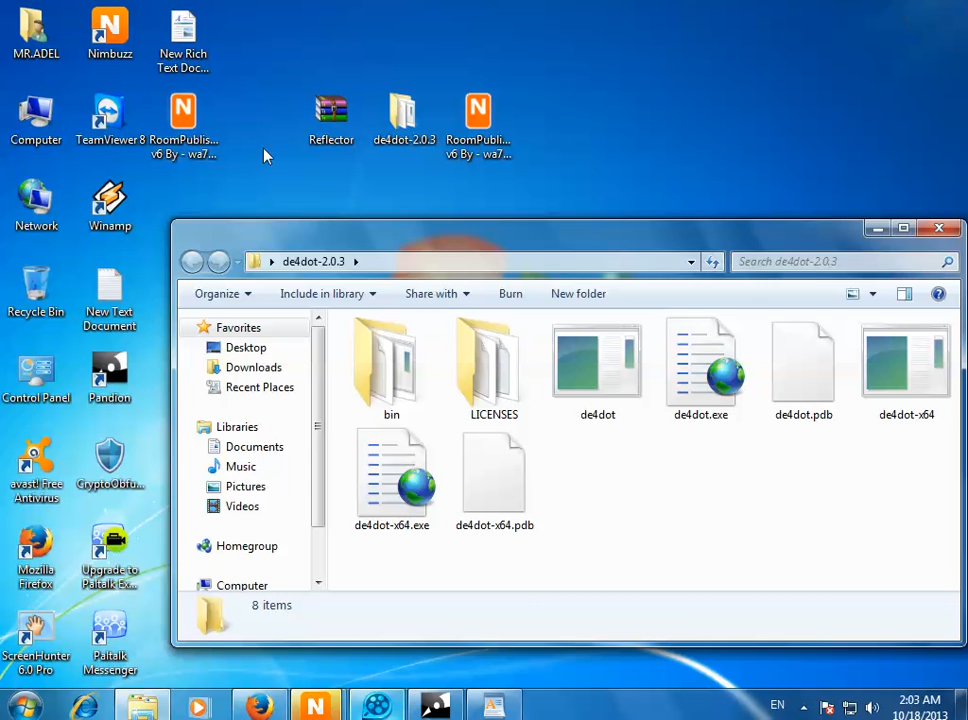 MR.ADEL
Nimbuzz
New Rich
Text Doc...
Computer
TeamViewer 8
RoomPublis...
v6 By - wa7...
Reflector
de4dot-2.0.3
RoomPubli...
v6 By - wa7...
Network
Winamp
Recycle Bin
New Text
Document
Control Panel
Pandion
avast! Free
Antivirus
CryptoObfu...
Mozilla
Firefox
Upgrade to
Paltalk Ex...
ScreenHunter
6.0 Pro
Paltalk
Messenger
de4dot-2.0.3
Search de4dot-2.0.3
Organize
Include in library
Share with
Burn
New folder
Favorites
Desktop
Downloads
Recent Places
Libraries
Documents
Music
Pictures
Videos
Homegroup
Computer
bin
LICENSES
de4dot
de4dot.exe
de4dot.pdb
de4dot-x64
de4dot-x64.exe
de4dot-x64.pdb
8 items
EN
2:03 AM
10/18/2013